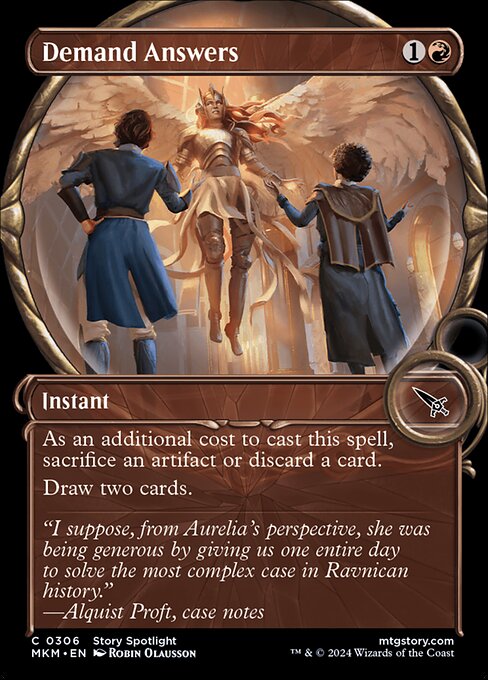 Demand Answers 1
Instant
As an additional cost to cast this spell,
sacrifice an artifact or discard a card.
Draw two cards.
“I suppose, from Aurelia’s perspective, she was
being generous by giving us one entire day
to solve the most complex case in Ravnican
history.”
—Alquist Proft, case notes
C 0306 Story Spotlight mtgstory.com
MKM • EN Robin Olausson ™ & © 2024 Wizards of the Coast